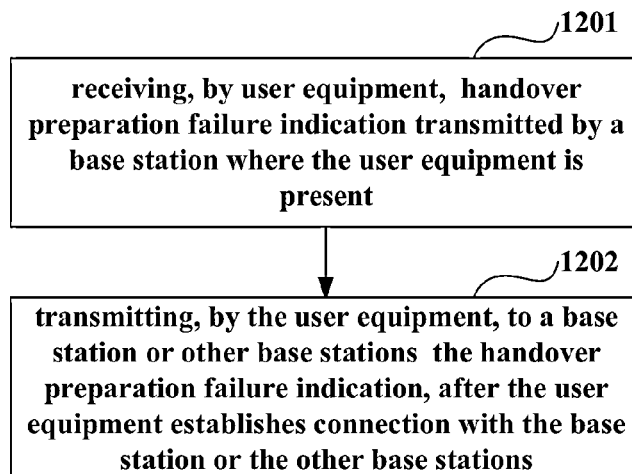 1201
receiving, by user equipment, handover
preparation failure indication transmitted by a
base station where the user equipment is
present
1202
transmitting, by the user equipment, to a base
station or other base stations the handover
preparation failure indication, after the user
equipment establishes connection with the base
station or the other base stations